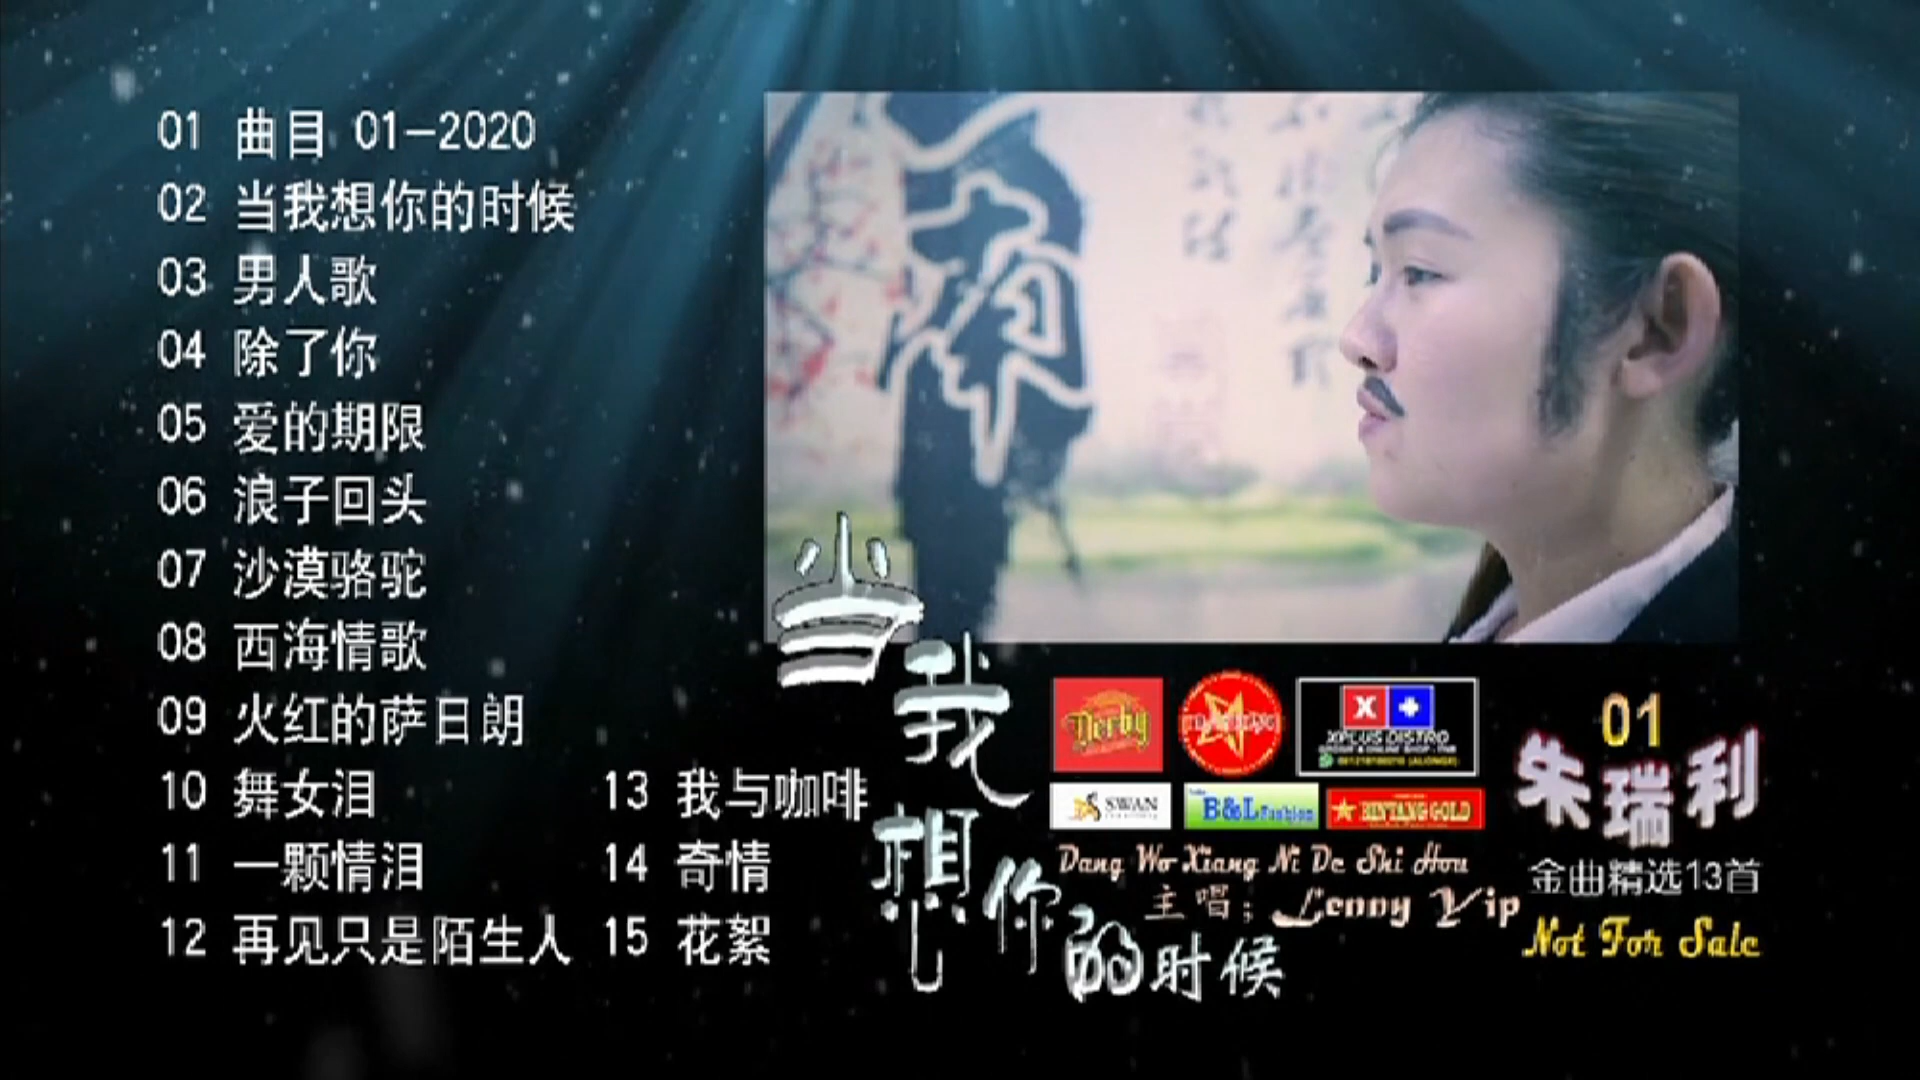 01 曲目 01-2020
02 当我想你的时候
03 男人歌
04 除了你
05 爱的期限
06 浪子回头
07 沙漠骆驼
08 西海情歌
09 火红的萨日朗
10 舞女泪
11 一颗情泪
12 再见只是陌生人
13 我与咖啡
14 奇情
15 花絮
当我想你的时候
Derby
X+
XPLUS DISTRO
SWAN
B&L Fashion
BINTANG GOLD
Dang Wo Xiang Ni De Shi Hou
主唱: Lenny Yip
01
朱瑞利
金曲精选13首
Not For Sale